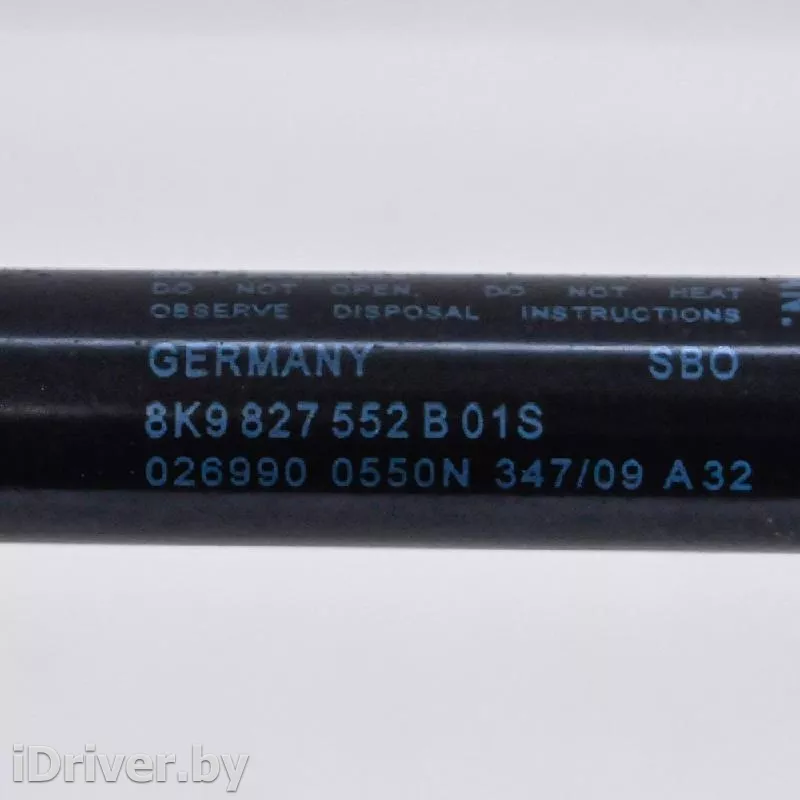 DO NOT OPEN. DO NOT HEAT
OBSERVE DISPOSAL INSTRUCTIONS
GERMANY SBO
8K9 827 552 B 01S
026990 0550N 347/09 A 32
iDriver.by